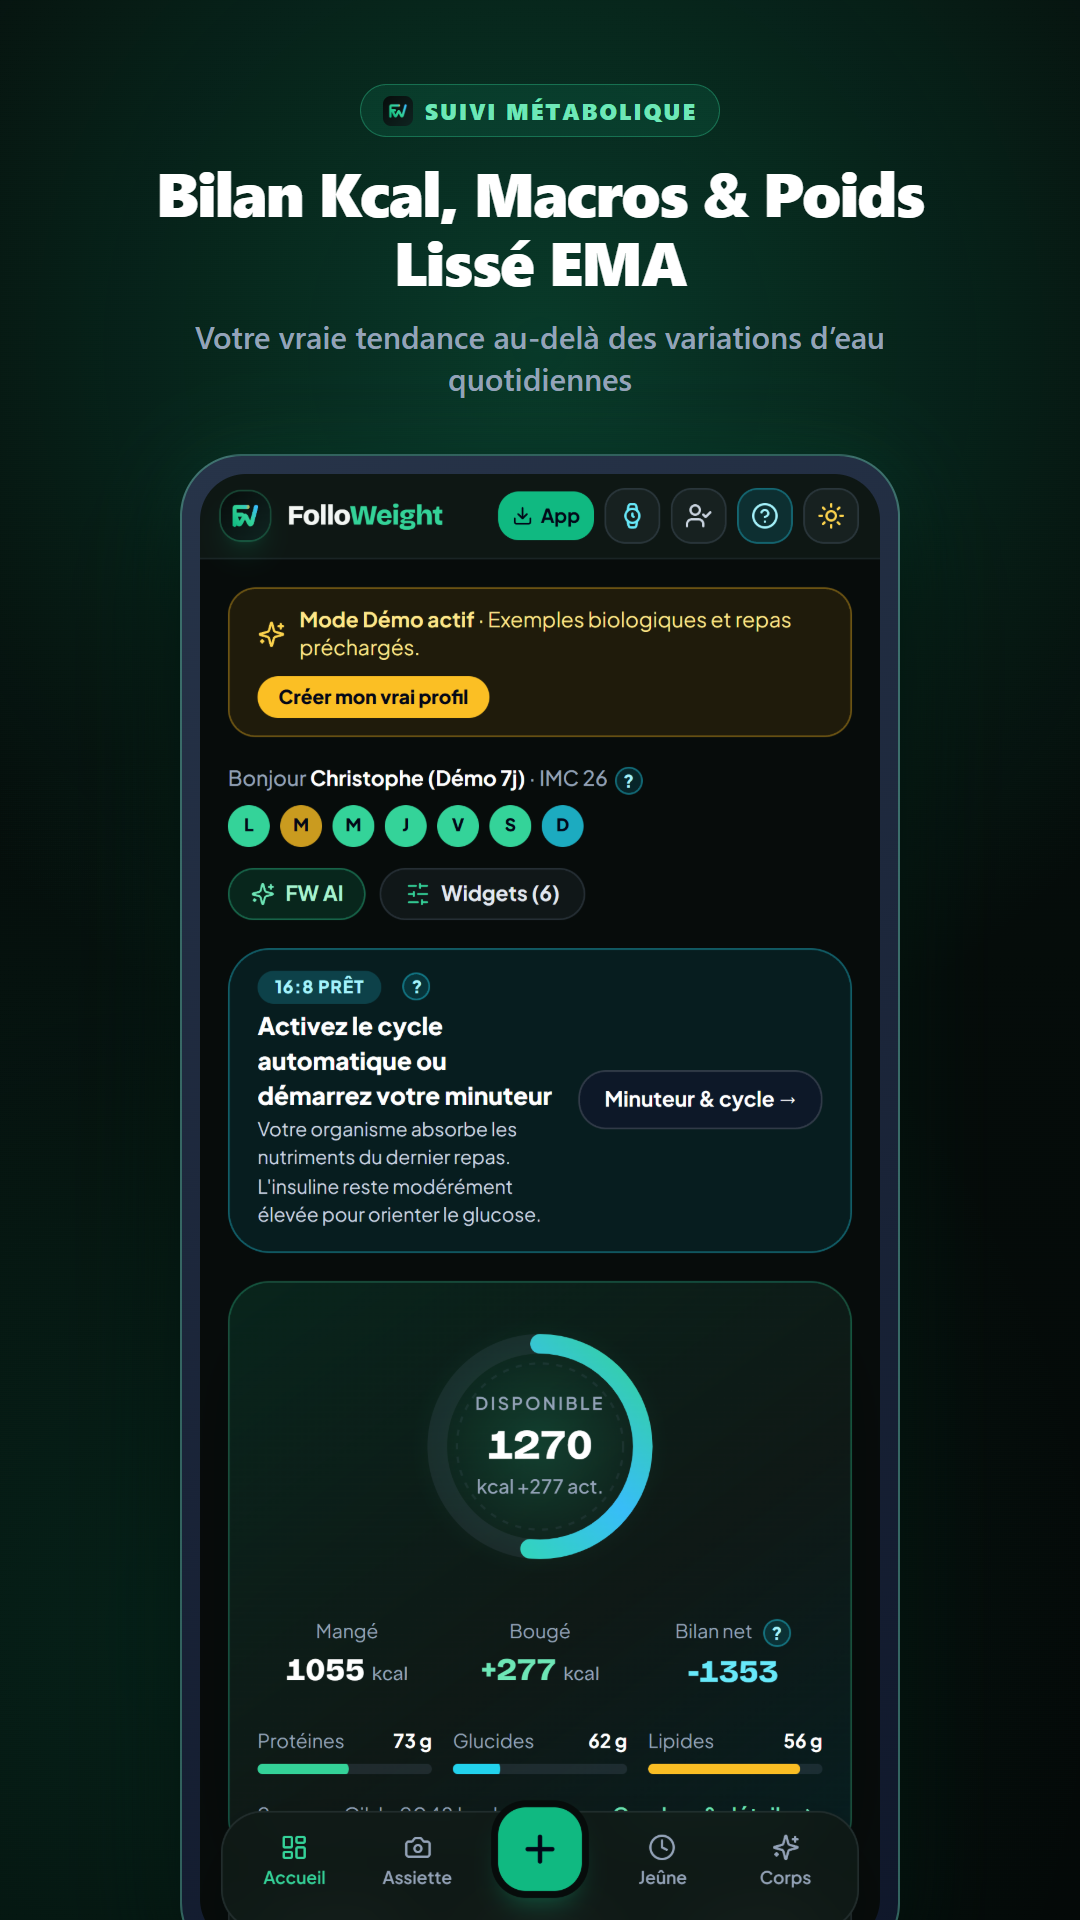 SUIVI MÉTABOLIQUE
Bilan Kcal, Macros & Poids
Lissé EMA
Votre vraie tendance au-delà des variations d’eau
quotidiennes
FolloWeight
App
Mode Démo actif · Exemples biologiques et repas
préchargés.
Créer mon vrai profil
Bonjour Christophe (Démo 7j) · IMC 26 ?
L M M J V S D
FW AI
Widgets (6)
16:8 PRÊT ?
Activez le cycle
automatique ou
démarrez votre minuteur
Minuteur & cycle →
Votre organisme absorbe les
nutriments du dernier repas.
L'insuline reste modérément
élevée pour orienter le glucose.
DISPONIBLE
1270
kcal +277 act.
Mangé Bougé Bilan net ?
1055 kcal +277 kcal -1353
Protéines 73 g Glucides 62 g Lipides 56 g
Accueil Assiette + Jeûne Corps